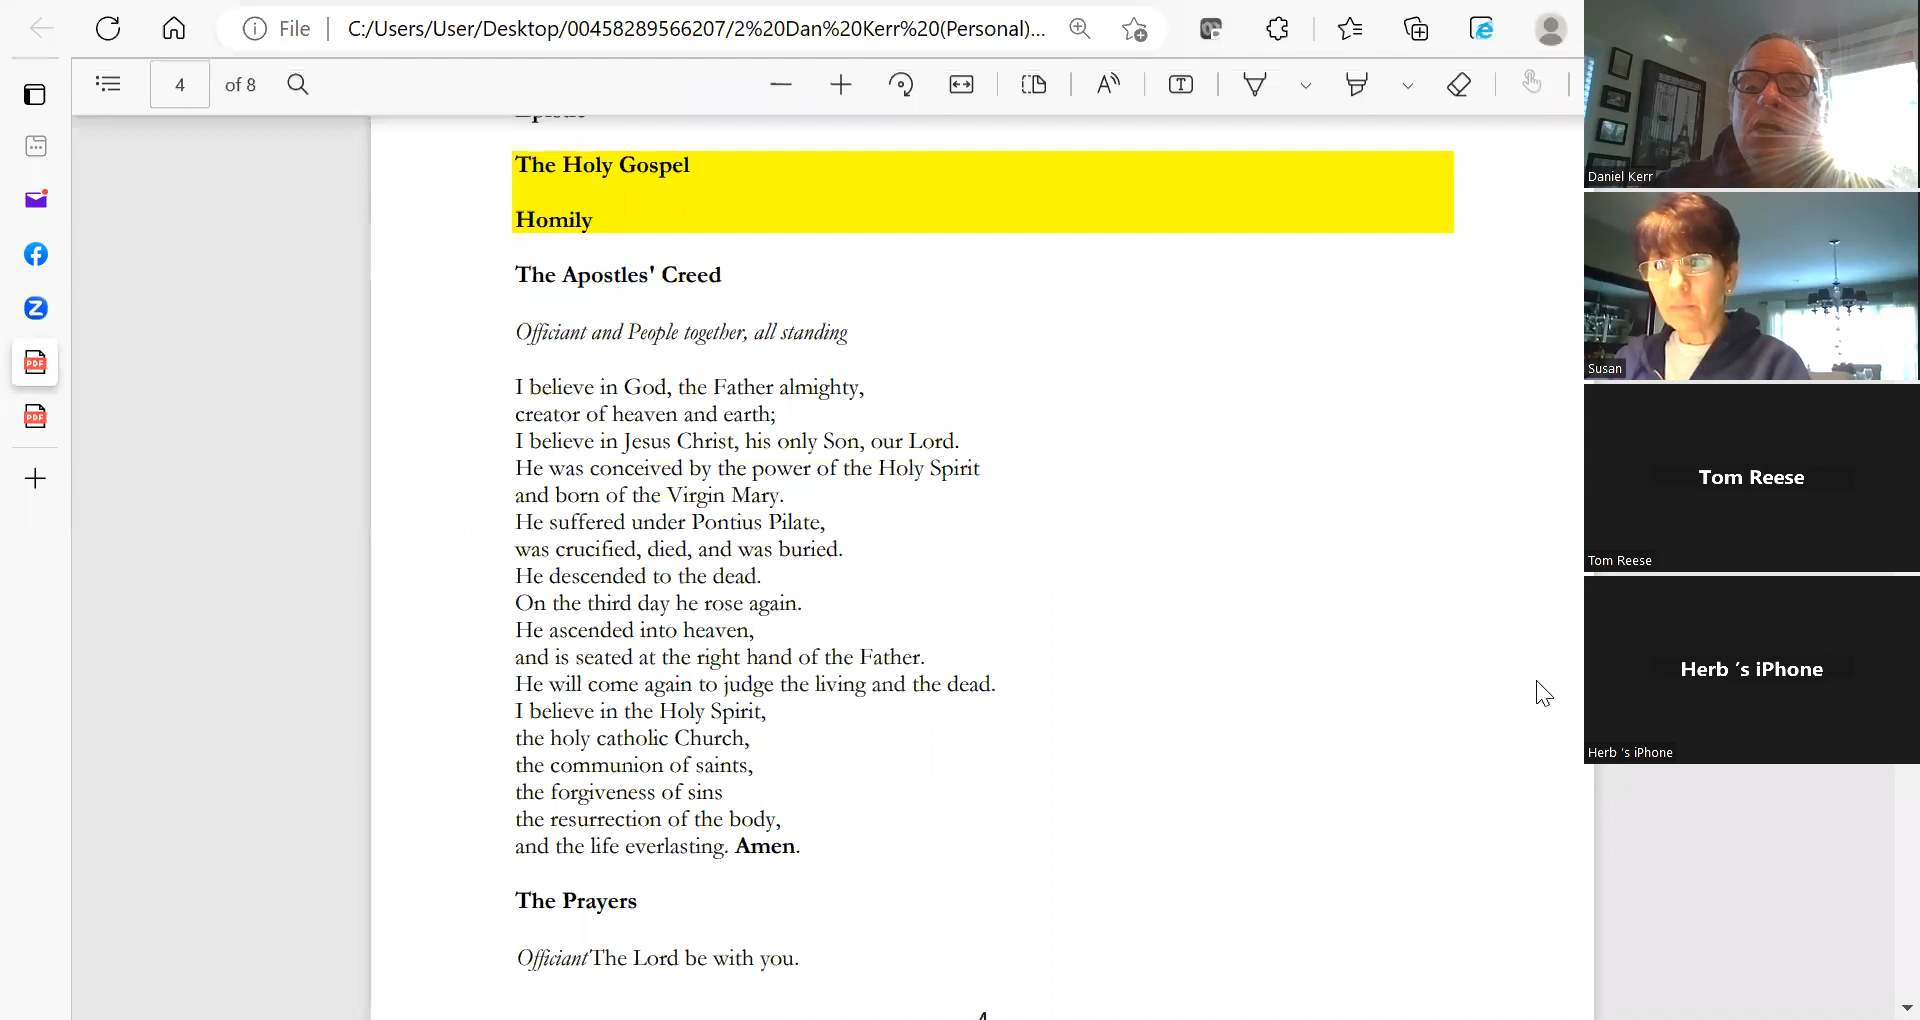 File
C:/Users/User/Desktop/00458289566207/2%20Dan%20Kerr%20(Personal)...
4 of 8
The Holy Gospel
Homily
The Apostles' Creed
Officiant and People together, all standing
I believe in God, the Father almighty,
creator of heaven and earth;
I believe in Jesus Christ, his only Son, our Lord.
He was conceived by the power of the Holy Spirit
and born of the Virgin Mary.
He suffered under Pontius Pilate,
was crucified, died, and was buried.
He descended to the dead.
On the third day he rose again.
He ascended into heaven,
and is seated at the right hand of the Father.
He will come again to judge the living and the dead.
I believe in the Holy Spirit,
the holy catholic Church,
the communion of saints,
the forgiveness of sins
the resurrection of the body,
and the life everlasting. Amen.
The Prayers
Officiant The Lord be with you.
4
Daniel Kerr
Susan
Tom Reese
Tom Reese
Herb 's iPhone
Herb 's iPhone
PDF
PDF